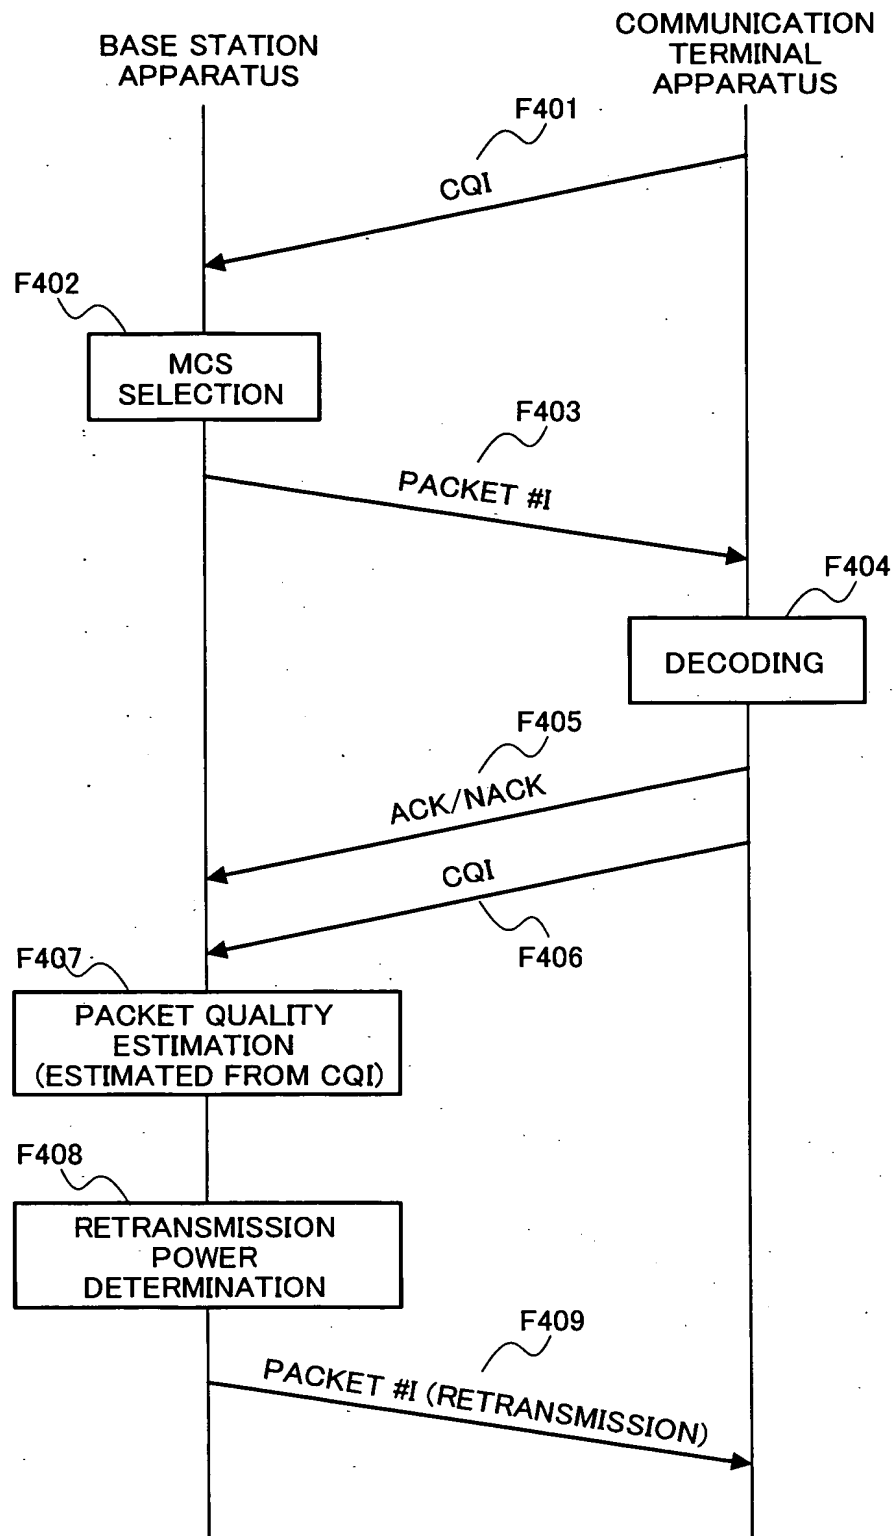 BASE STATION
APPARATUS
COMMUNICATION
TERMINAL
APPARATUS
F401
CQI
F402
MCS
SELECTION
F403
PACKET #I
F404
DECODING
F405
ACK/NACK
CQI
F406
F407
PACKET QUALITY
ESTIMATION
(ESTIMATED FROM CQI)
F408
RETRANSMISSION
POWER
DETERMINATION
F409
PACKET #I (RETRANSMISSION)